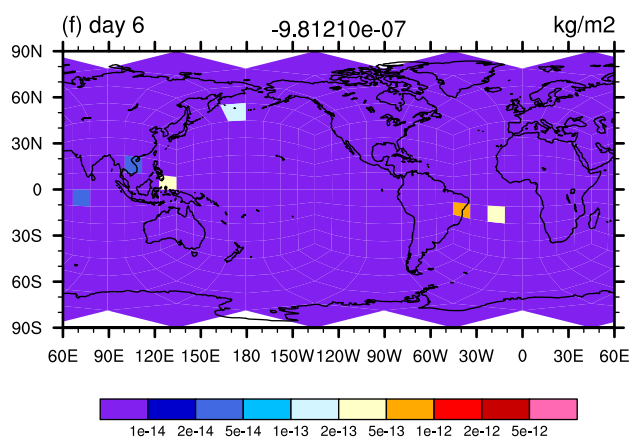 (f) day 6 -9.81210e-07 kg/m2
90N
60N
30N
0
30S
60S
90S
60E 90E 120E 150E 180 150W 120W 90W 60W 30W 0 30E 60E
1e-14 2e-14 5e-14 1e-13 2e-13 5e-13 1e-12 2e-12 5e-12